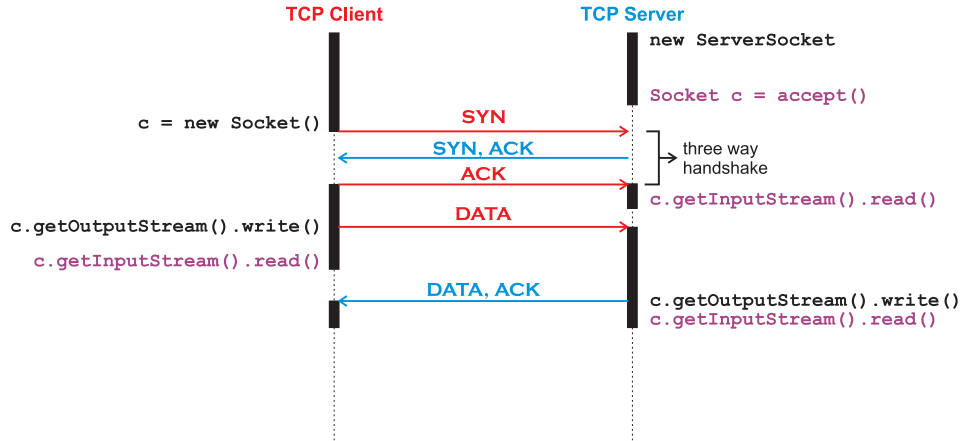 TCP Client
TCP Server
new ServerSocket
Socket c = accept()
c = new Socket()
SYN
SYN, ACK
three way
handshake
ACK
c.getInputStream().read()
DATA
c.getOutputStream().write()
c.getInputStream().read()
DATA, ACK
c.getOutputStream().write()
c.getInputStream().read()